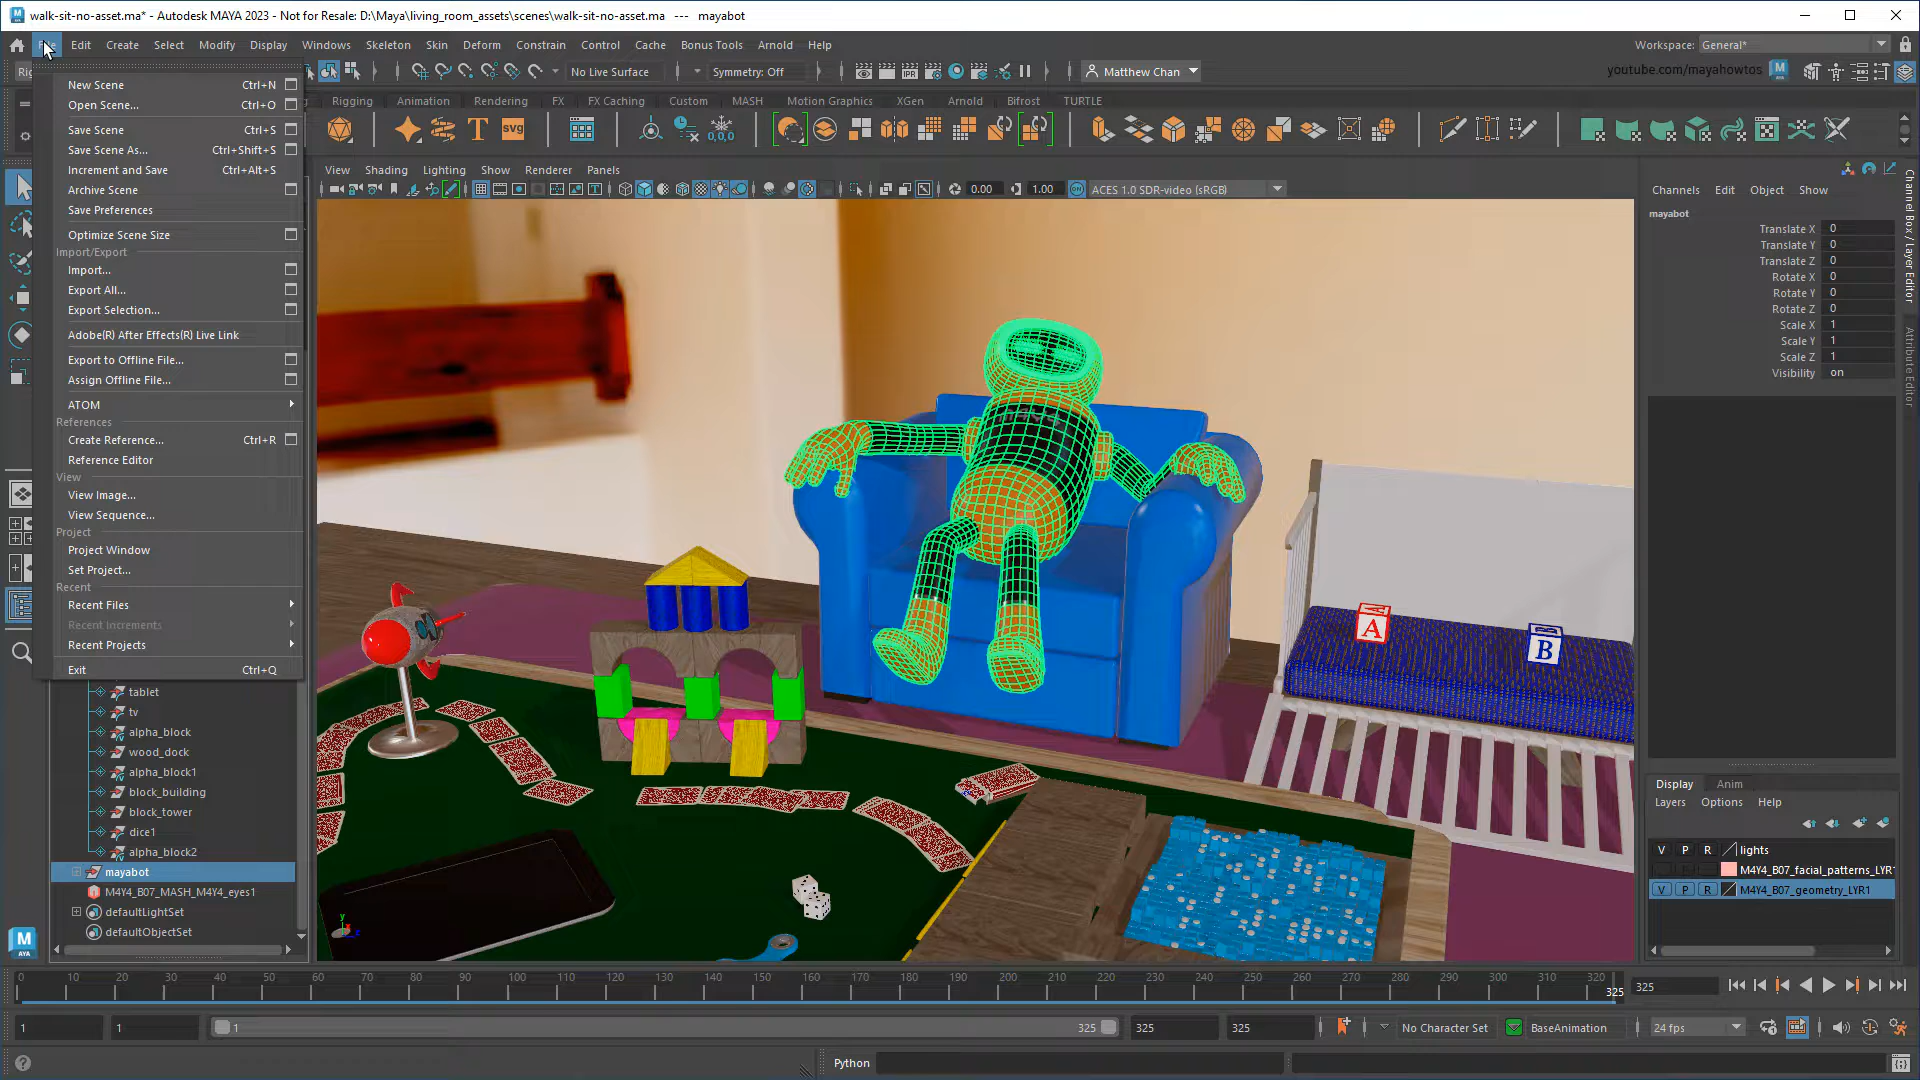 walk-sit-no-asset.ma* - Autodesk MAYA 2023 - Not for Resale: D:\Maya\living_room_assets\scenes\walk-sit-no-asset.ma --- mayabot
Edit Create Select Modify Display Windows Skeleton Skin Deform Constrain Control Cache Bonus Tools Arnold Help
Workspace: General*
Rig
No Live Surface
Symmetry: Off
Matthew Chan
youtube.com/mayahowtos
Rigging Animation Rendering FX FX Caching Custom MASH Motion Graphics XGen Arnold Bifrost TURTLE
New Scene Ctrl+N
Open Scene... Ctrl+O
Save Scene Ctrl+S
Save Scene As... Ctrl+Shift+S
Increment and Save Ctrl+Alt+S
Archive Scene
Save Preferences
Optimize Scene Size
Import/Export
Import...
Export All...
Export Selection...
Adobe(R) After Effects(R) Live Link
Export to Offline File...
Assign Offline File...
ATOM
References
Create Reference... Ctrl+R
Reference Editor
View
View Image...
View Sequence...
Project
Project Window
Set Project...
Recent
Recent Files
Recent Increments
Recent Projects
Exit Ctrl+Q
tablet
tv
alpha_block
wood_dock
alpha_block1
block_building
block_tower
dice1
alpha_block2
mayabot
M4Y4_B07_MASH_M4Y4_eyes1
defaultLightSet
defaultObjectSet
View Shading Lighting Show Renderer Panels
0.00 1.00 ACES 1.0 SDR-video (sRGB)
A
B
Channels Edit Object Show
mayabot
Translate X 0
Translate Y 0
Translate Z 0
Rotate X 0
Rotate Y 0
Rotate Z 0
Scale X 1
Scale Y 1
Scale Z 1
Visibility on
Channel Box / Layer Editor
Attribute Editor
Display Anim
Layers Options Help
V P R lights
M4Y4_B07_facial_patterns_LYR
V P R M4Y4_B07_geometry_LYR1
0 10 20 30 40 50 60 70 80 90 100 110 120 130 140 150 160 170 180 190 200 210 220 230 240 250 260 270 280 290 300 310 320
325
325
1 1 1 325 325 325
No Character Set
BaseAnimation
24 fps
Python